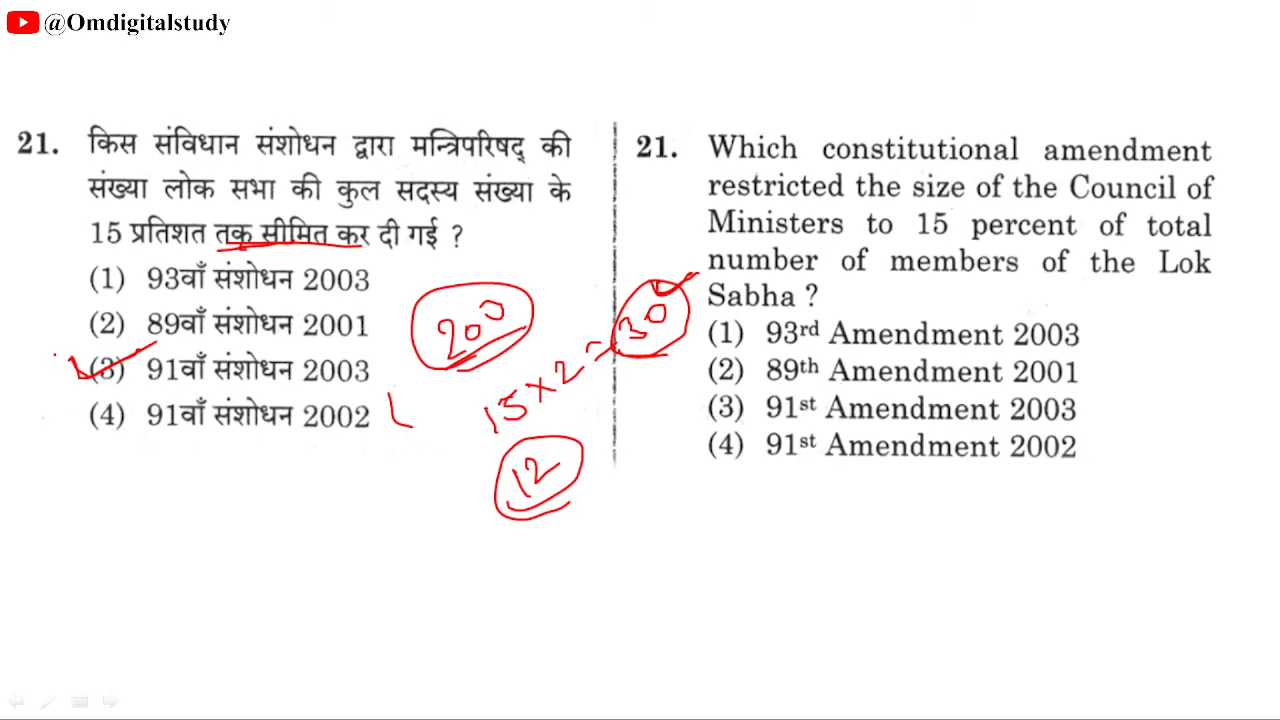 @Omdigitalstudy
21. किस संविधान संशोधन द्वारा मन्त्रिपरिषद् की
संख्या लोक सभा की कुल सदस्य संख्या के
15 प्रतिशत तक सीमित कर दी गई ?
(1) 93वाँ संशोधन 2003
(2) 89वाँ संशोधन 2001
(3) 91वाँ संशोधन 2003
(4) 91वाँ संशोधन 2002
200
15 × 2 = 30
12
21. Which constitutional amendment
restricted the size of the Council of
Ministers to 15 percent of total
number of members of the Lok
Sabha ?
(1) 93rd Amendment 2003
(2) 89th Amendment 2001
(3) 91st Amendment 2003
(4) 91st Amendment 2002